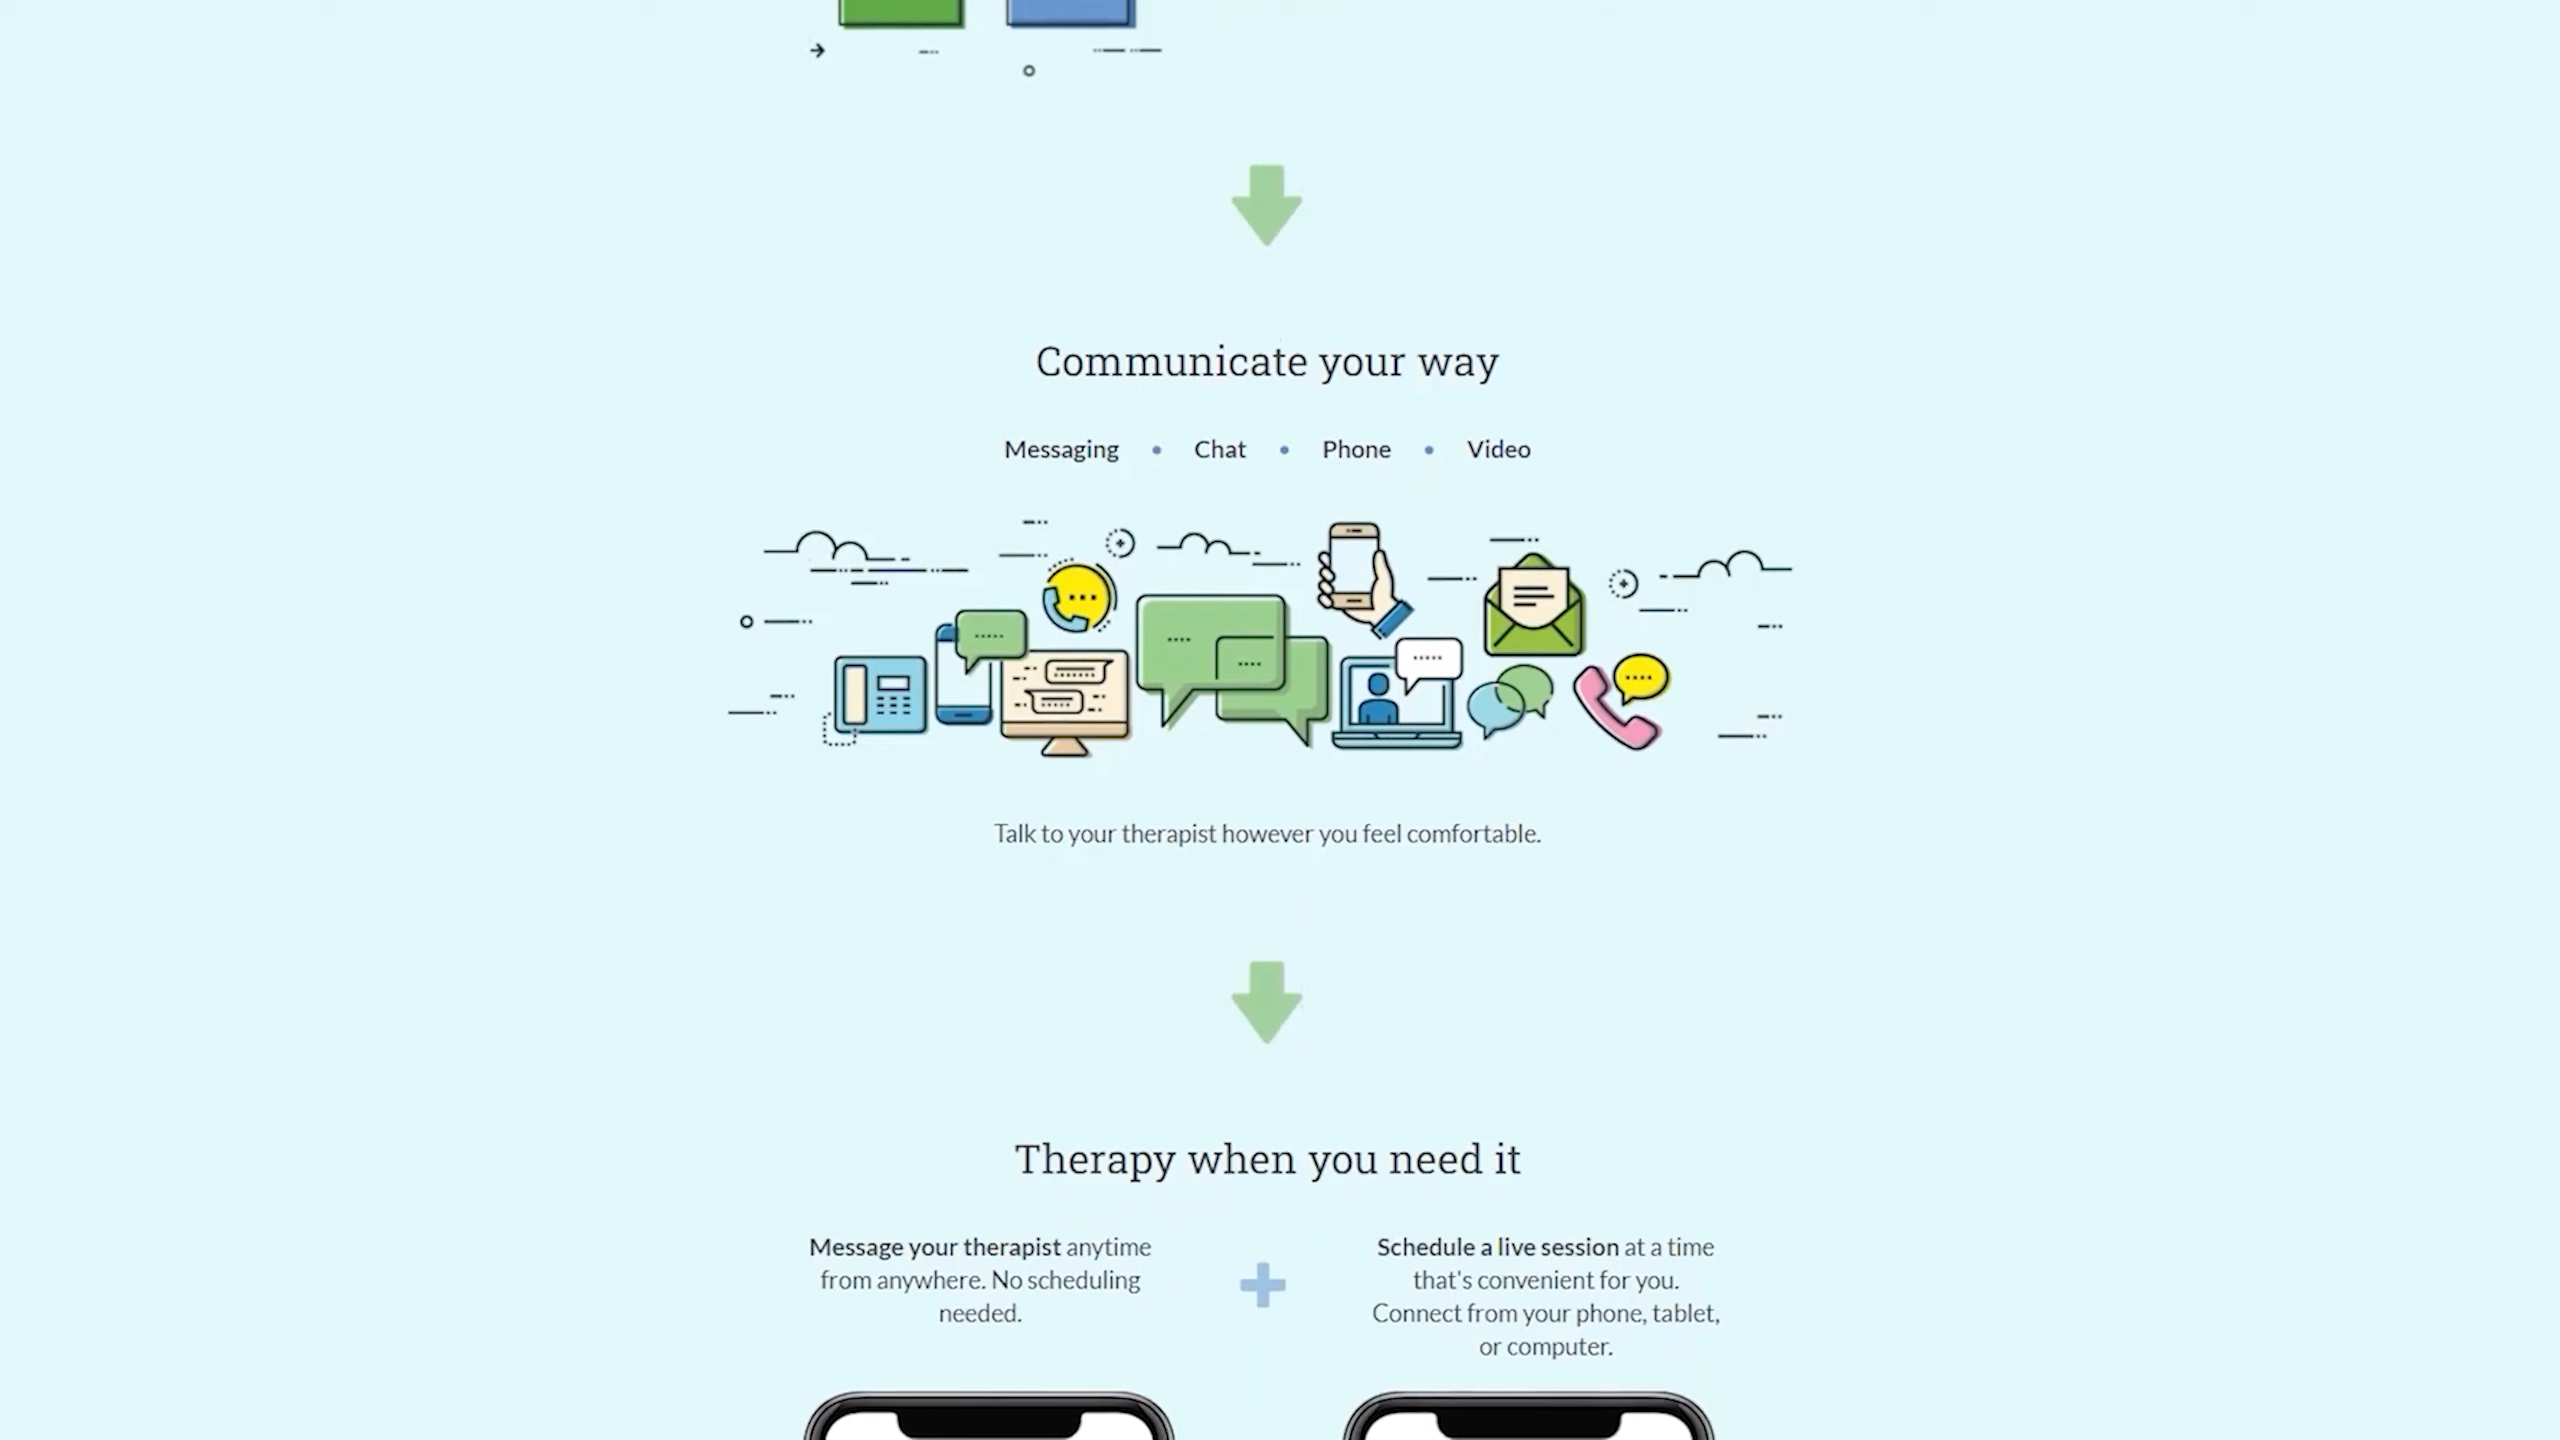 Communicate your way
Messaging • Chat • Phone • Video
Talk to your therapist however you feel comfortable.
Therapy when you need it
Message your therapist anytime
from anywhere. No scheduling
needed.
Schedule a live session at a time
that's convenient for you.
Connect from your phone, tablet,
or computer.